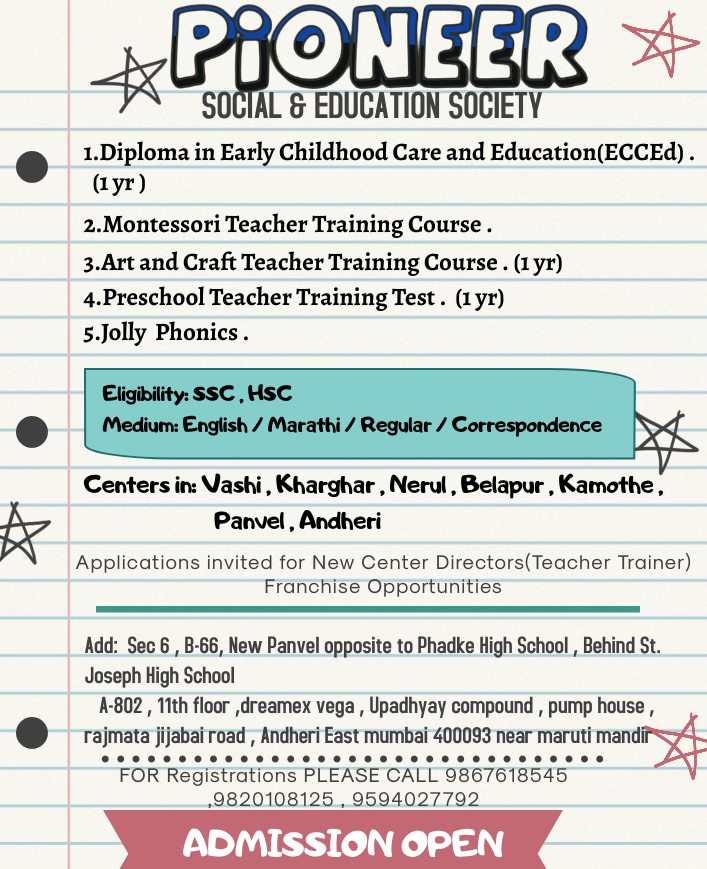 PiONEER
SOCIAL & EDUCATION SOCIETY
1.Diploma in Early Childhood Care and Education(ECCEd) .
(1 yr )
2.Montessori Teacher Training Course .
3.Art and Craft Teacher Training Course . (1 yr)
4.Preschool Teacher Training Test .  (1 yr)
5.Jolly  Phonics .
Eligibility: SSC , HSC
Medium: English / Marathi / Regular / Correspondence
Centers in: Vashi , Kharghar , Nerul , Belapur , Kamothe ,
Panvel , Andheri
Applications invited for New Center Directors(Teacher Trainer)
Franchise Opportunities
Add:  Sec 6 , B-66, New Panvel opposite to Phadke High School , Behind St.
Joseph High School
A-802 , 11th floor ,dreamex vega , Upadhyay compound , pump house ,
rajmata jijabai road , Andheri East mumbai 400093 near maruti mandir
FOR Registrations PLEASE CALL 9867618545
,9820108125 , 9594027792
ADMISSION OPEN